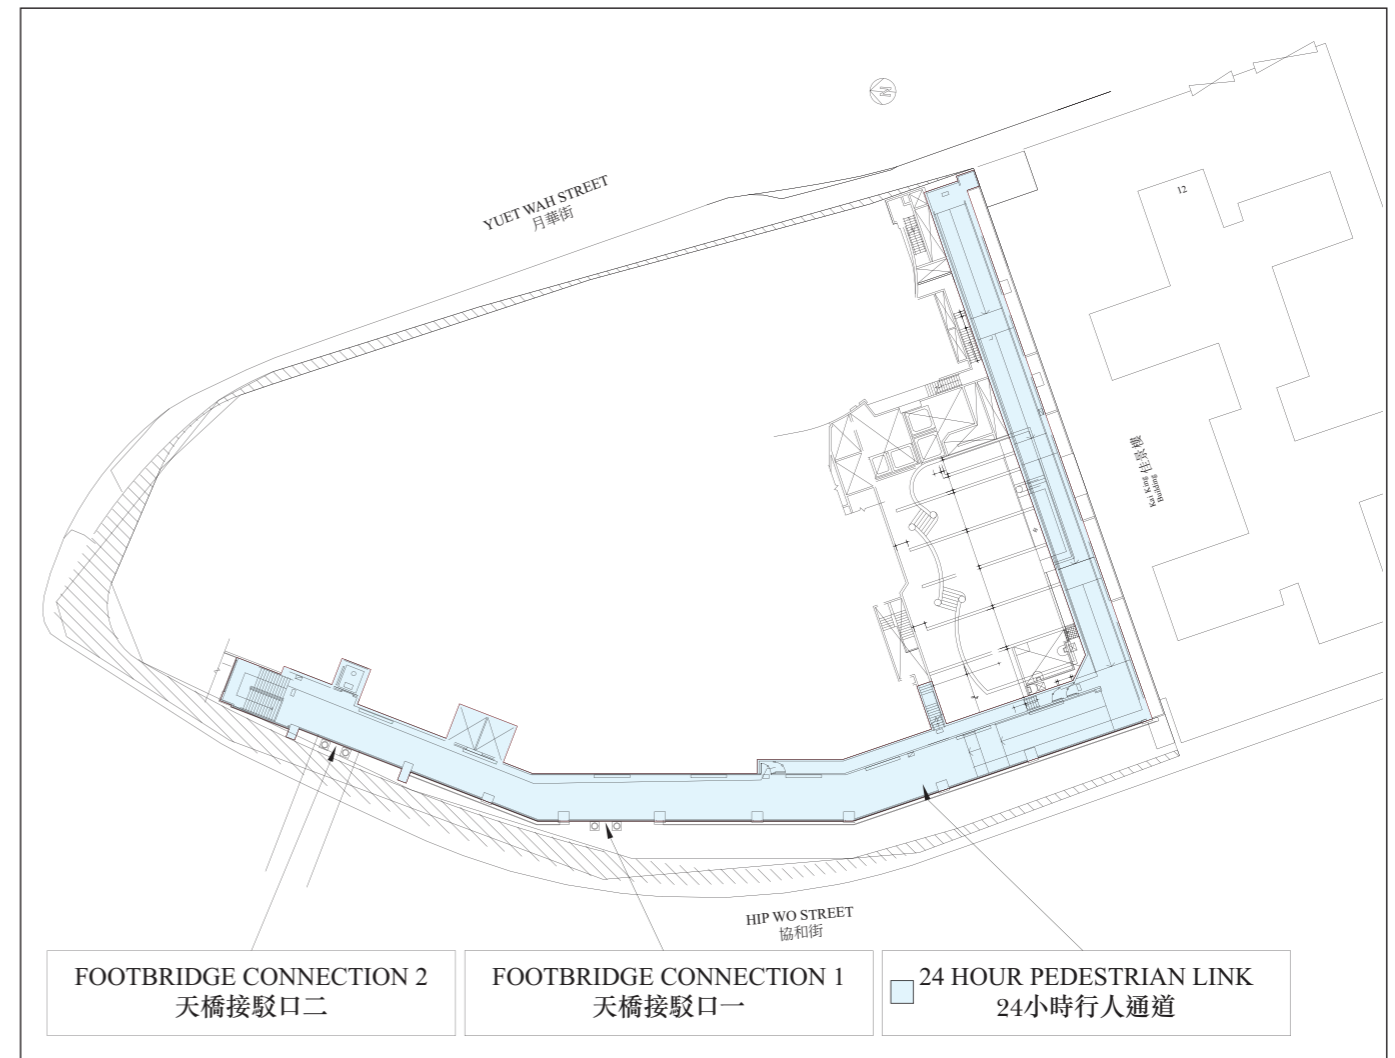 YUET WAH STREET
月華街
12
Kai King 佳景樓
Building
HIP WO STREET
協和街
FOOTBRIDGE CONNECTION 2
天橋接駁口二
FOOTBRIDGE CONNECTION 1
天橋接駁口一
24 HOUR PEDESTRIAN LINK
24小時行人通道